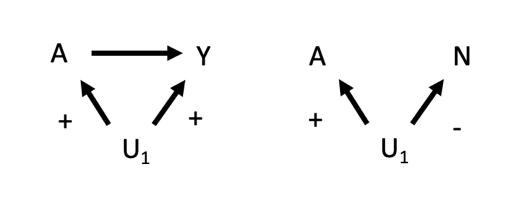 A Y A N
+ + + -
U₁ U₁